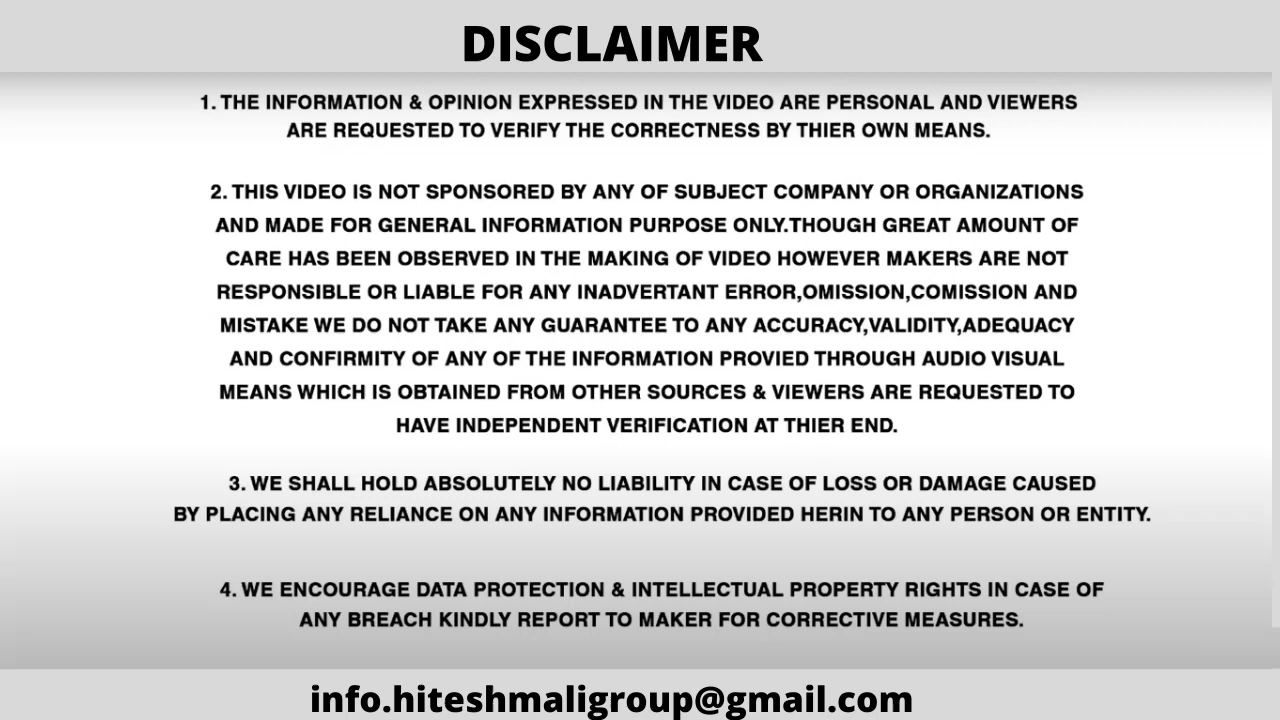 DISCLAIMER
1. THE INFORMATION & OPINION EXPRESSED IN THE VIDEO ARE PERSONAL AND VIEWERS
ARE REQUESTED TO VERIFY THE CORRECTNESS BY THIER OWN MEANS.
2. THIS VIDEO IS NOT SPONSORED BY ANY OF SUBJECT COMPANY OR ORGANIZATIONS
AND MADE FOR GENERAL INFORMATION PURPOSE ONLY.THOUGH GREAT AMOUNT OF
CARE HAS BEEN OBSERVED IN THE MAKING OF VIDEO HOWEVER MAKERS ARE NOT
RESPONSIBLE OR LIABLE FOR ANY INADVERTANT ERROR,OMISSION,COMISSION AND
MISTAKE WE DO NOT TAKE ANY GUARANTEE TO ANY ACCURACY,VALIDITY,ADEQUACY
AND CONFIRMITY OF ANY OF THE INFORMATION PROVIED THROUGH AUDIO VISUAL
MEANS WHICH IS OBTAINED FROM OTHER SOURCES & VIEWERS ARE REQUESTED TO
HAVE INDEPENDENT VERIFICATION AT THIER END.
3. WE SHALL HOLD ABSOLUTELY NO LIABILITY IN CASE OF LOSS OR DAMAGE CAUSED
BY PLACING ANY RELIANCE ON ANY INFORMATION PROVIDED HERIN TO ANY PERSON OR ENTITY.
4. WE ENCOURAGE DATA PROTECTION & INTELLECTUAL PROPERTY RIGHTS IN CASE OF
ANY BREACH KINDLY REPORT TO MAKER FOR CORRECTIVE MEASURES.
info.hiteshmaligroup@gmail.com